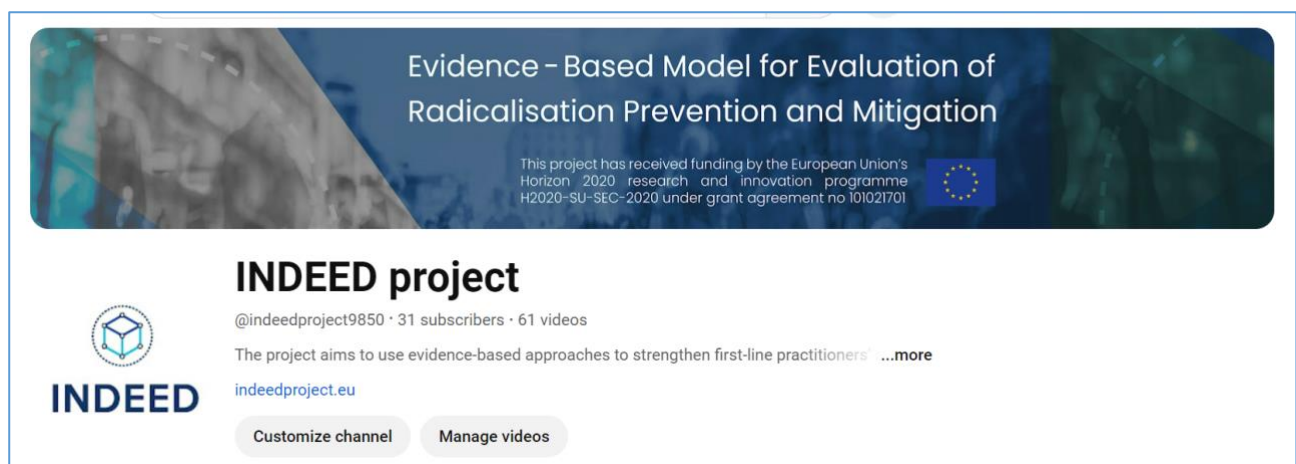 Evidence - Based Model for Evaluation of
Radicalisation Prevention and Mitigation
This project has received funding by the European Union's
Horizon 2020 research and innovation programme
H2020-SU-SEC-2020 under grant agreement no 101021701
INDEED project
@indeedproject9850 · 31 subscribers · 61 videos
The project aims to use evidence-based approaches to strengthen first-line practitioners' ...more
indeedproject.eu
INDEED
Customize channel Manage videos